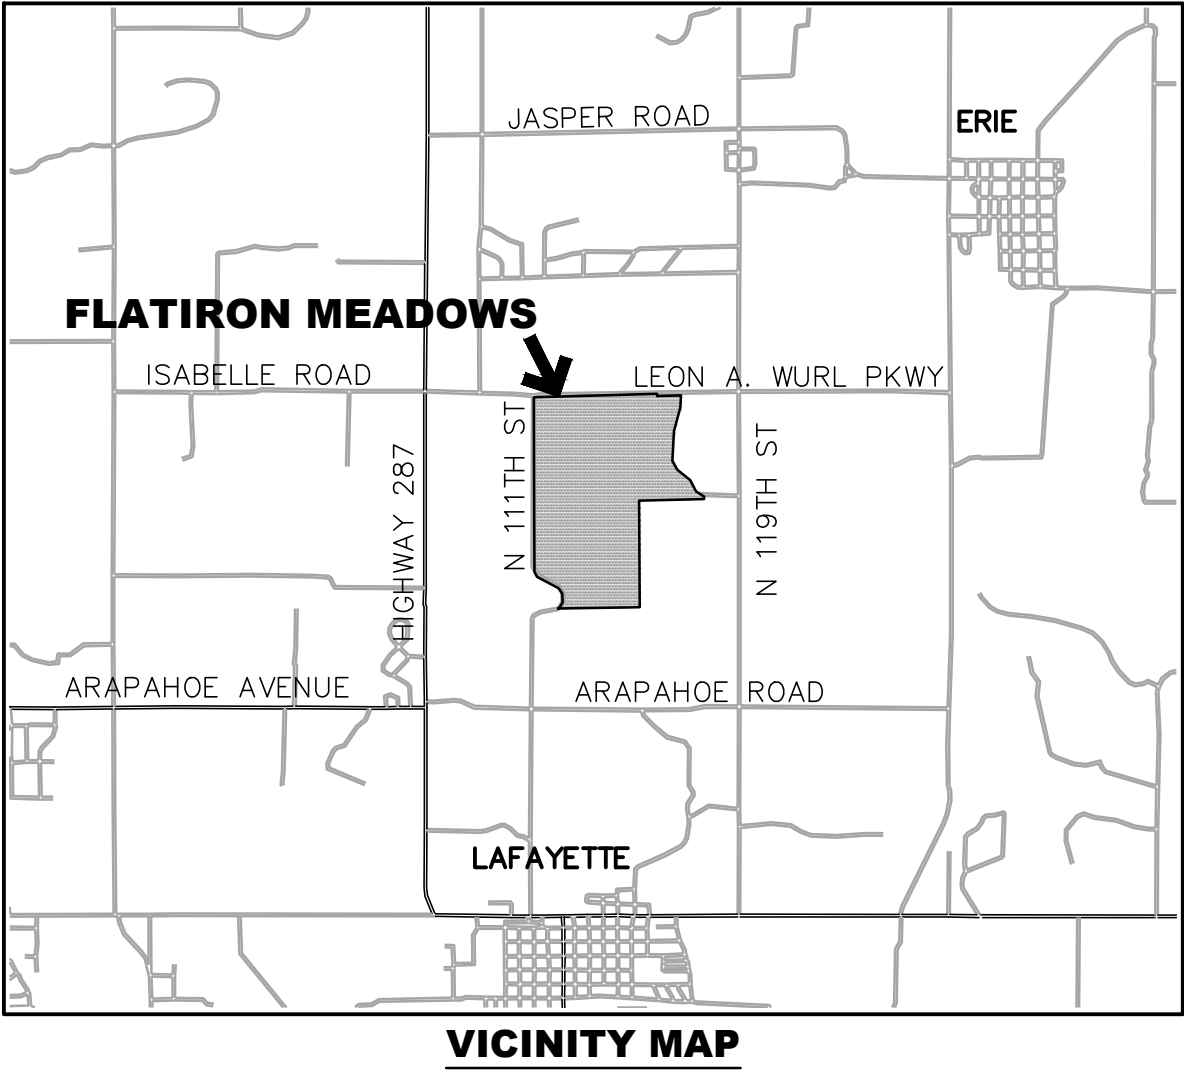 JASPER ROAD
ERIE
FLATIRON MEADOWS
ISABELLE ROAD
LEON A. WURL PKWY
N 111TH ST
N 119TH ST
HIGHWAY 287
ARAPAHOE AVENUE
ARAPAHOE ROAD
LAFAYETTE
VICINITY MAP